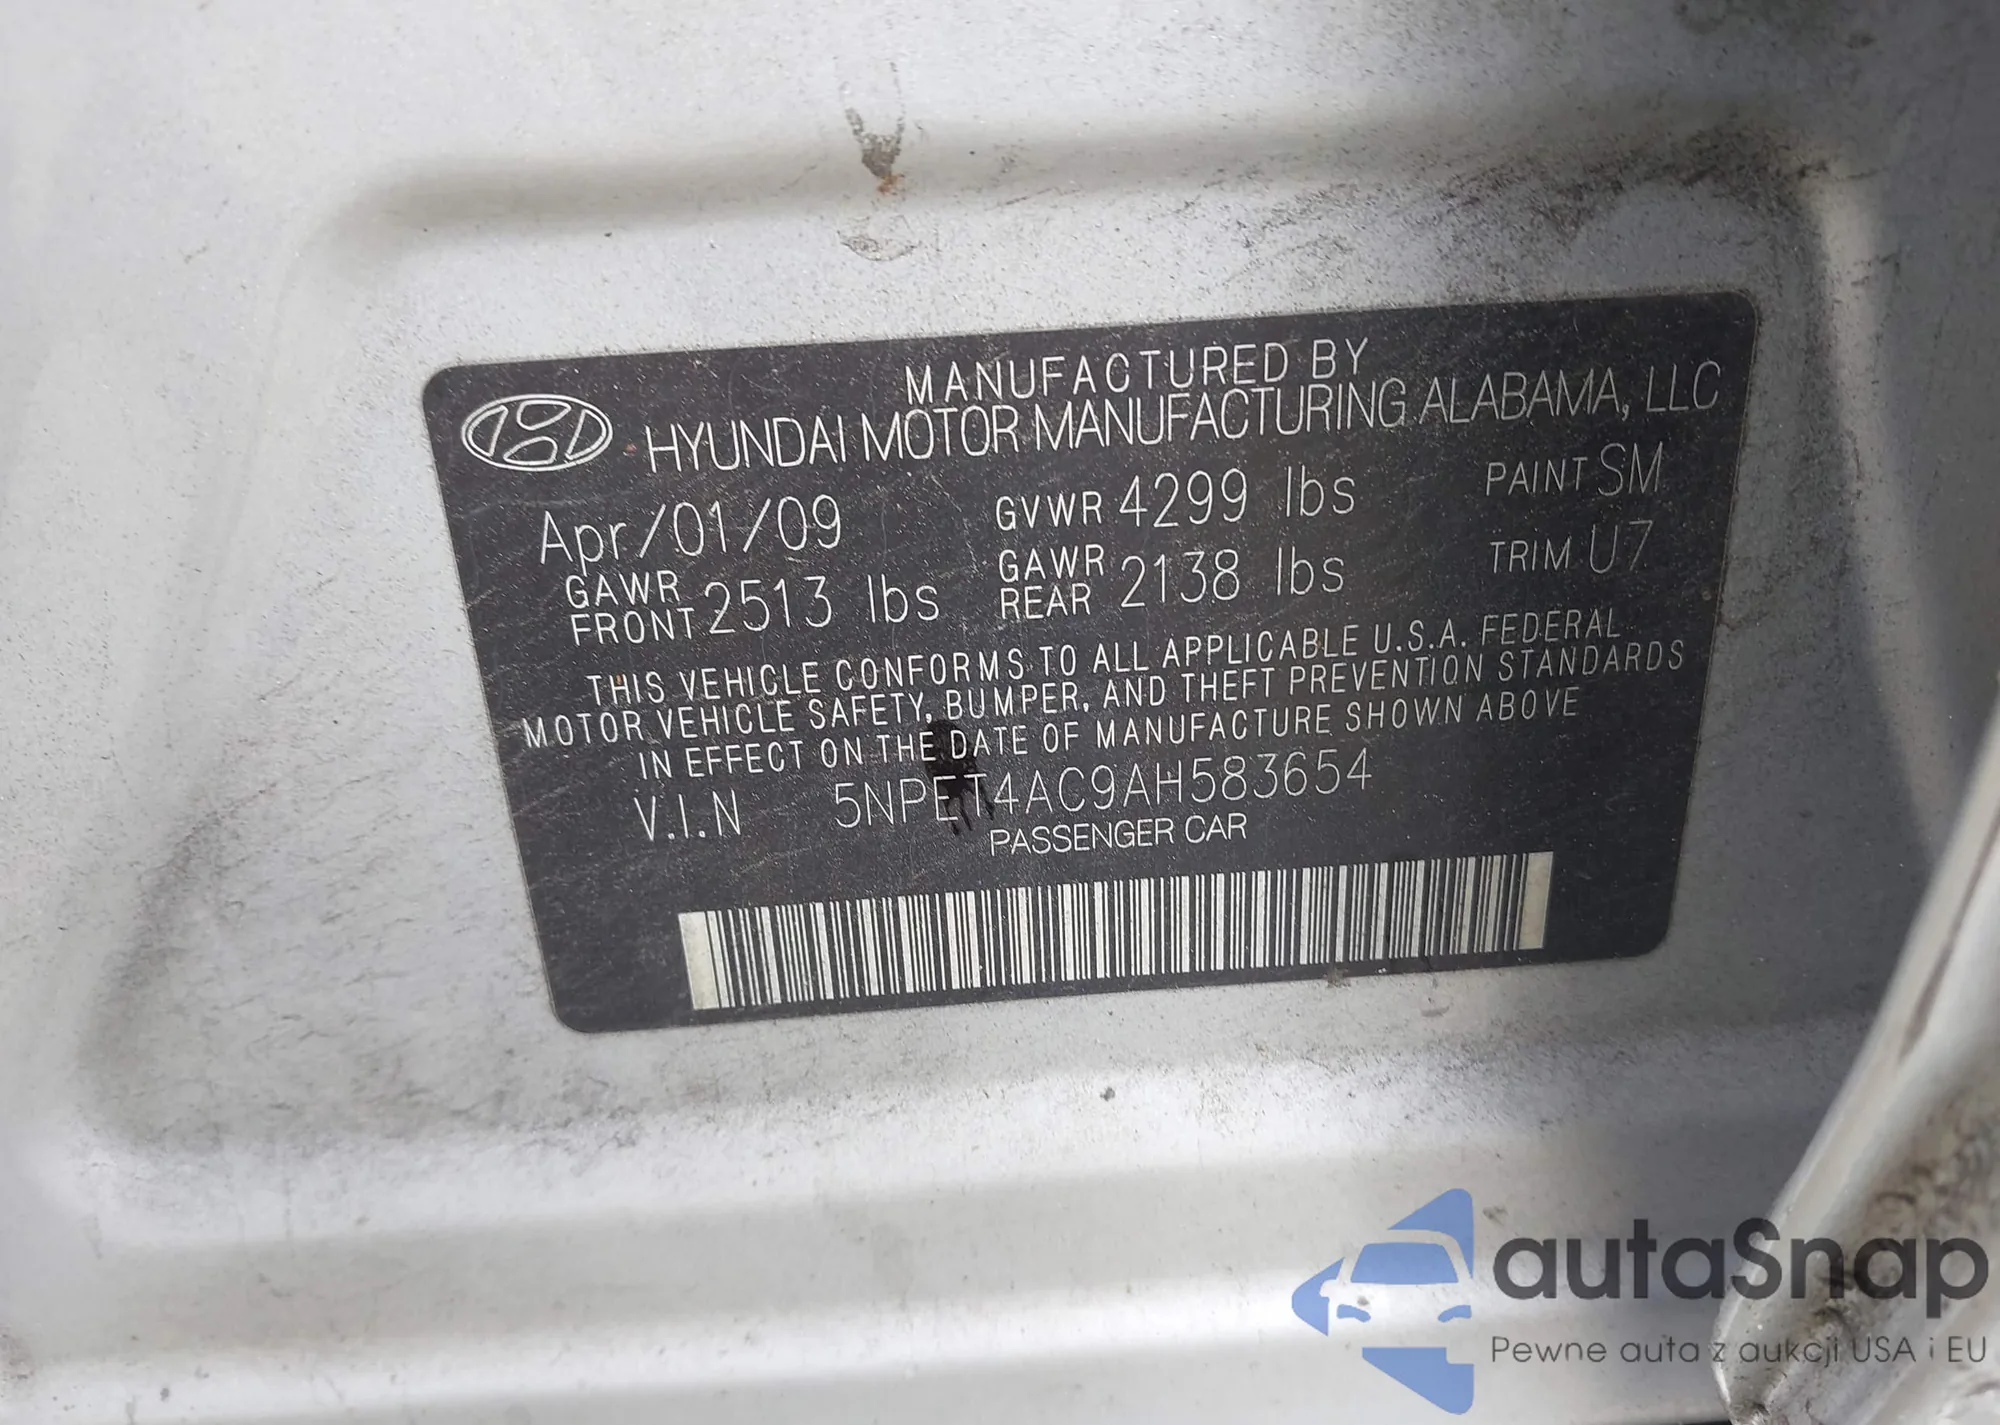 MANUFACTURED BY
HYUNDAI MOTOR MANUFACTURING ALABAMA, LLC
Apr/01/09 GVWR 4299 lbs PAINT SM
GAWR FRONT 2513 lbs GAWR REAR 2138 lbs TRIM U7
THIS VEHICLE CONFORMS TO ALL APPLICABLE U.S.A. FEDERAL
MOTOR VEHICLE SAFETY, BUMPER, AND THEFT PREVENTION STANDARDS
IN EFFECT ON THE DATE OF MANUFACTURE SHOWN ABOVE
V.I.N 5NPET4AC9AH583654
PASSENGER CAR
autaSnap
Pewne auta z aukcji USA i EU